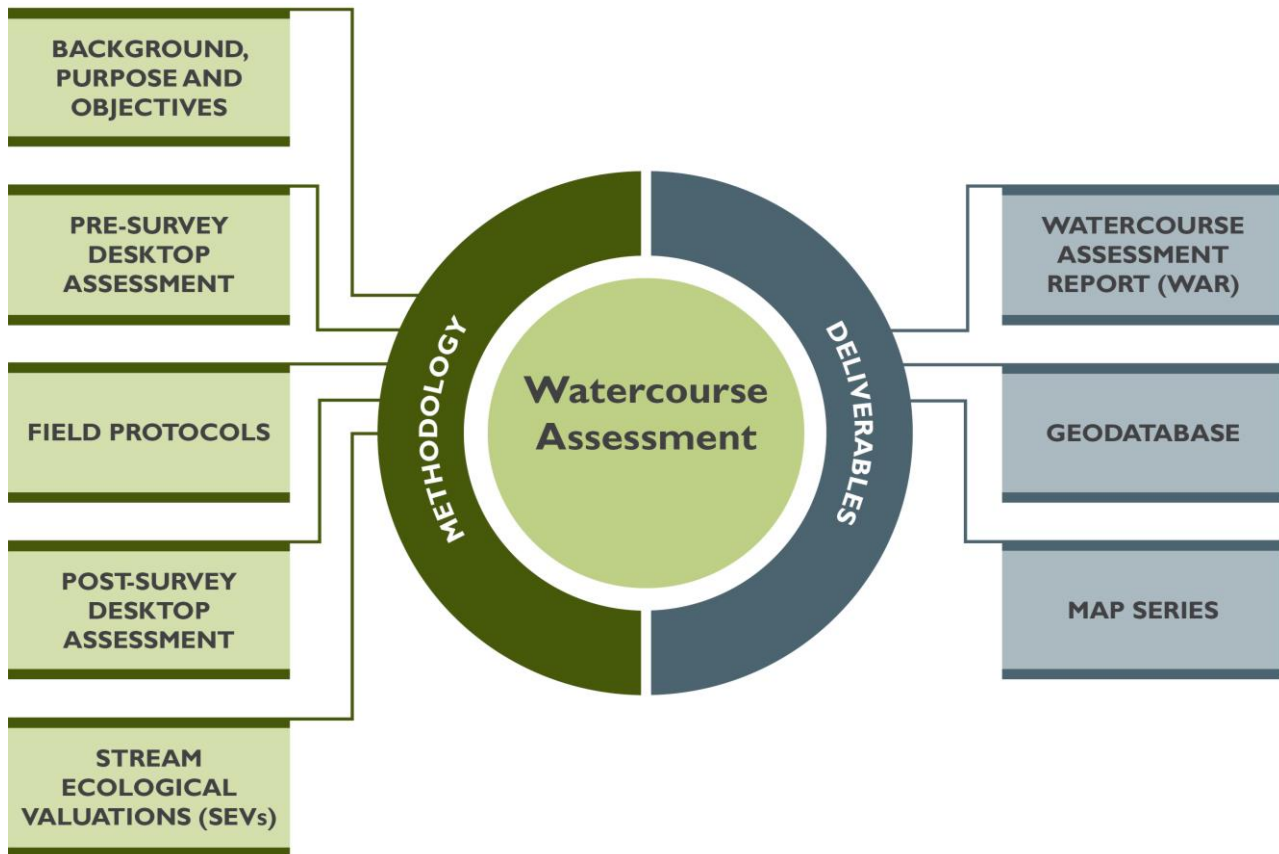 BACKGROUND,
PURPOSE AND
OBJECTIVES
PRE-SURVEY
DESKTOP
ASSESSMENT
FIELD PROTOCOLS
POST-SURVEY
DESKTOP
ASSESSMENT
STREAM
ECOLOGICAL
VALUATIONS (SEVs)
METHODOLOGY
Watercourse
Assessment
DELIVERABLES
WATERCOURSE
ASSESSMENT
REPORT (WAR)
GEODATABASE
MAP SERIES